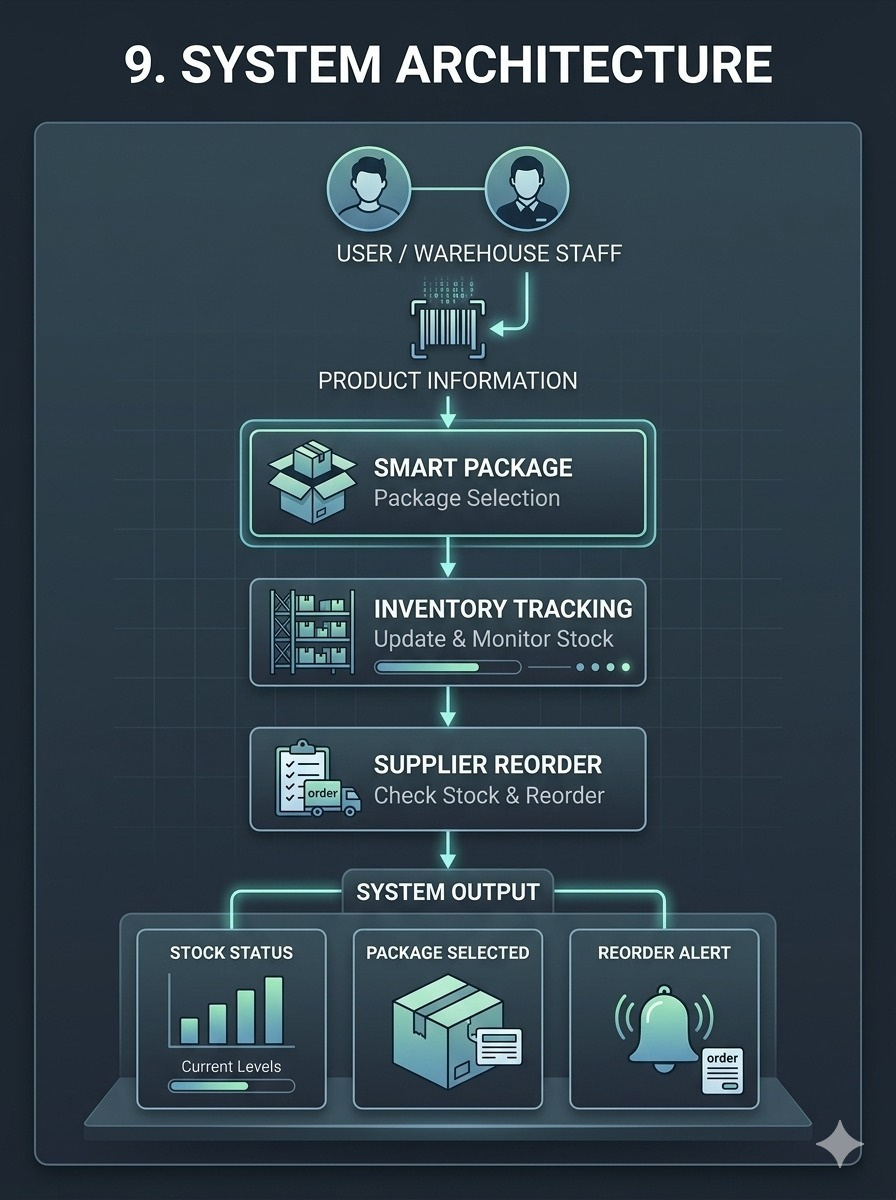 9. SYSTEM ARCHITECTURE
USER / WAREHOUSE STAFF
PRODUCT INFORMATION
SMART PACKAGE
Package Selection
INVENTORY TRACKING
Update & Monitor Stock
SUPPLIER REORDER
order
Check Stock & Reorder
SYSTEM OUTPUT
STOCK STATUS
Current Levels
PACKAGE SELECTED
REORDER ALERT
order